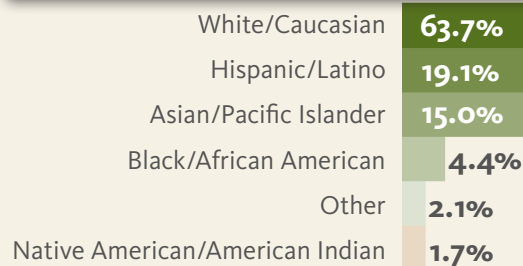 White/Caucasian 63.7%
Hispanic/Latino 19.1%
Asian/Pacific Islander 15.0%
Black/African American 4.4%
Other 2.1%
Native American/American Indian 1.7%